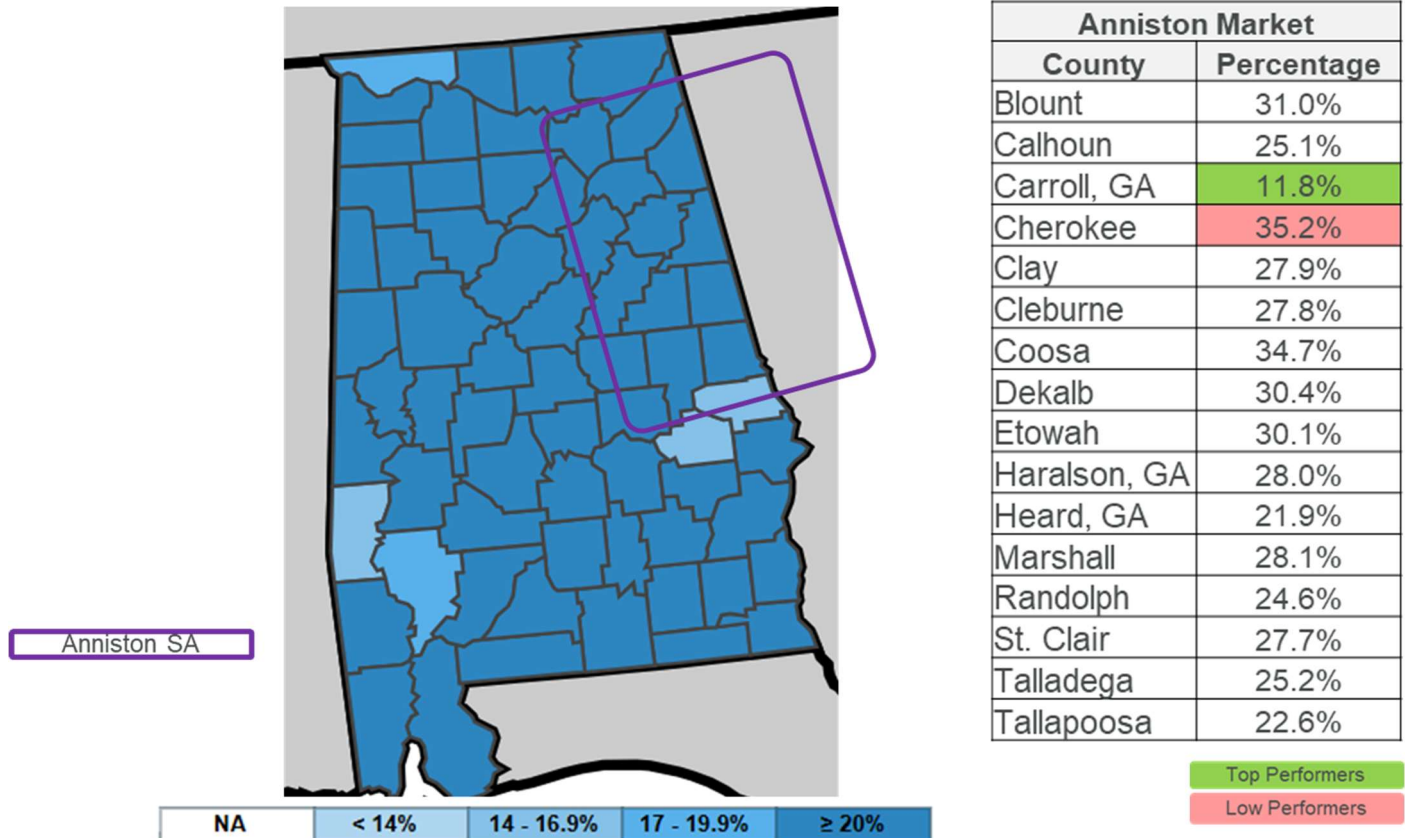 Anniston Market
County Percentage
Blount 31.0%
Calhoun 25.1%
Carroll, GA 11.8%
Cherokee 35.2%
Clay 27.9%
Cleburne 27.8%
Coosa 34.7%
Dekalb 30.4%
Etowah 30.1%
Haralson, GA 28.0%
Heard, GA 21.9%
Marshall 28.1%
Randolph 24.6%
St. Clair 27.7%
Talladega 25.2%
Tallapoosa 22.6%
Anniston SA
Top Performers
Low Performers
NA < 14% 14 - 16.9% 17 - 19.9% ≥ 20%